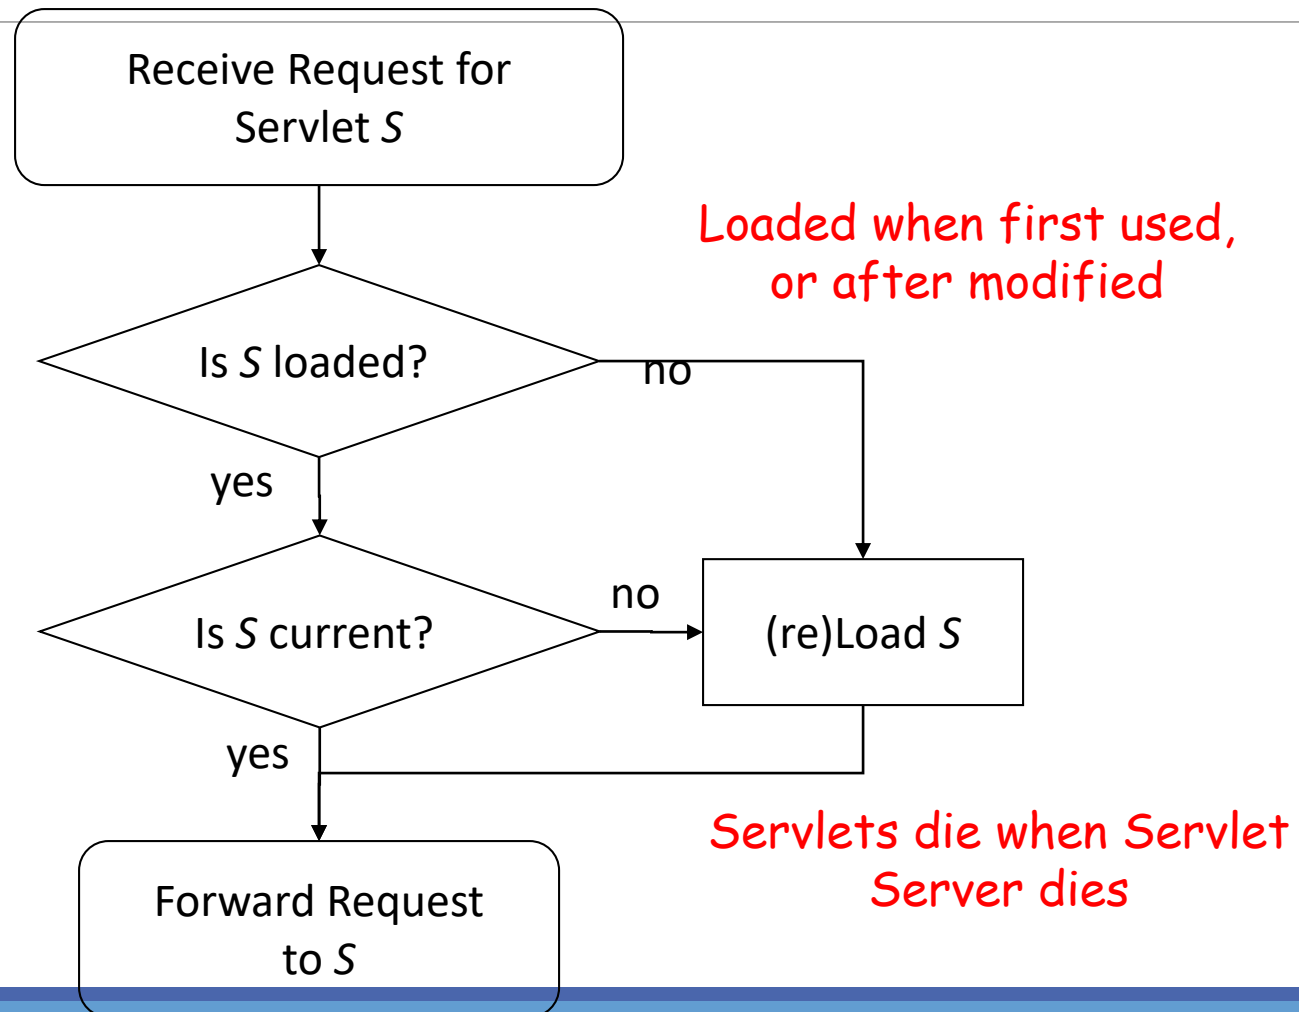 Receive Request for
Servlet S
Loaded when first used,
or after modified
Is S loaded?
no
yes
Is S current?
no
(re)Load S
yes
Servlets die when Servlet
Server dies
Forward Request
to S